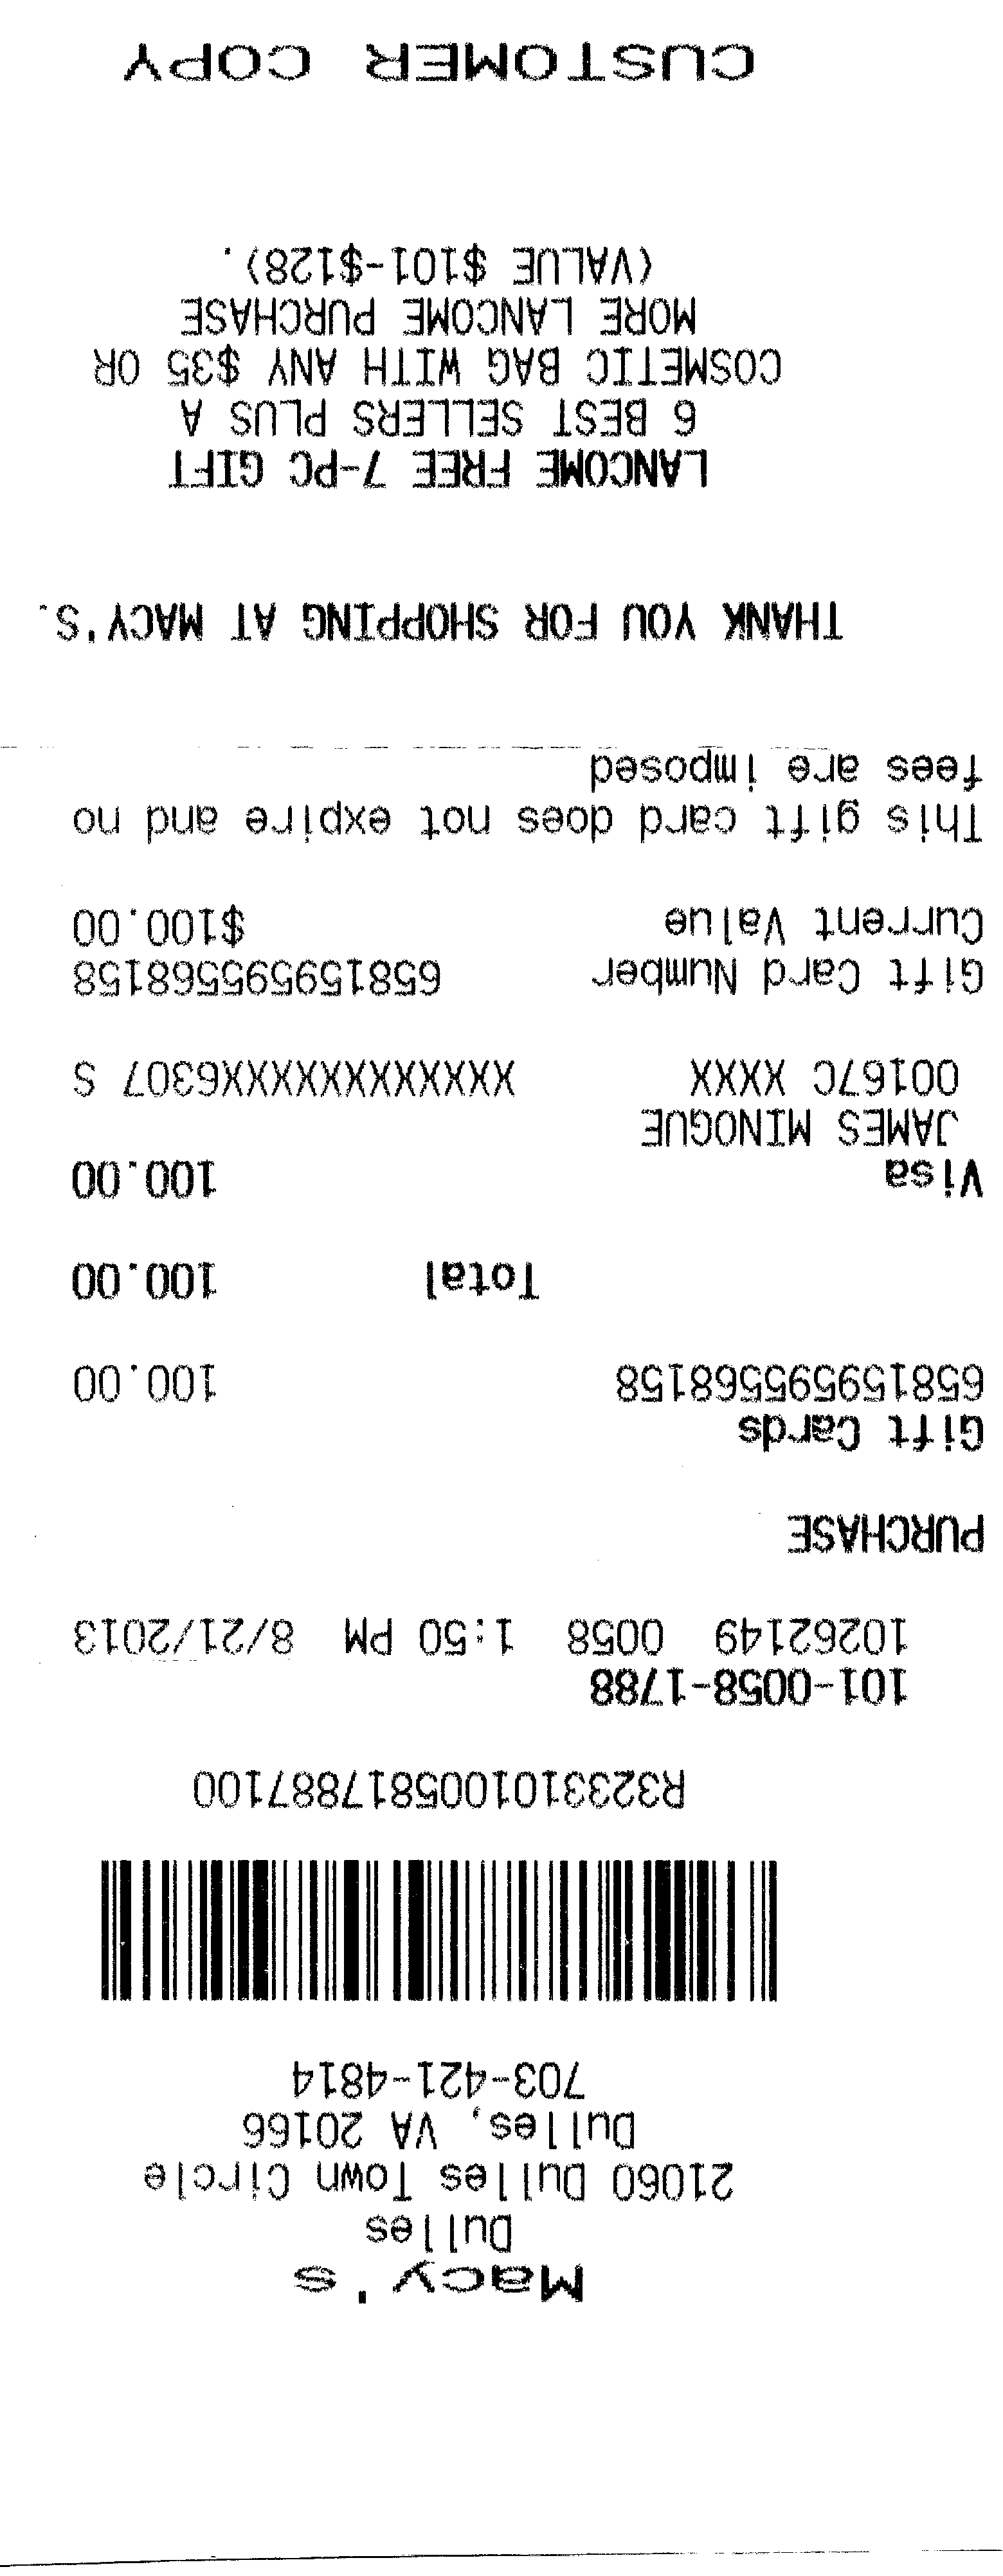 Macy's
Dulles
21060 Dulles Town Circle
Dulles, VA 20166
703-421-4814
R3233101005817887100
101-0058-1788
10262149 0058 1:50 PM 8/21/2013
PURCHASE
Gift Cards
658159595568158 100.00
Total 100.00
Visa 100.00
JAMES MINOGUE
00167C XXXX XXXXXXXXXXXX6307 S
Gift Card Number 658159595568158
Current Value $100.00
This gift card does not expire and no
fees are imposed
THANK YOU FOR SHOPPING AT MACY'S.
LANCOME FREE 7-PC GIFT
6 BEST SELLERS PLUS A
COSMETIC BAG WITH ANY $35 OR
MORE LANCOME PURCHASE
(VALUE $101-$128).
CUSTOMER COPY